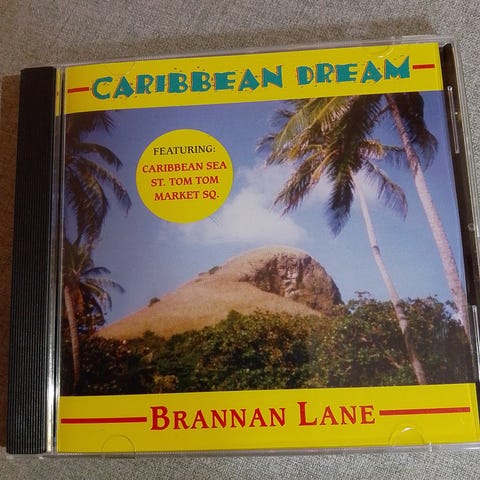 CARIBBEAN DREAM
FEATURING:
CARIBBEAN SEA
ST. TOM TOM
MARKET SQ.
BRANNAN LANE